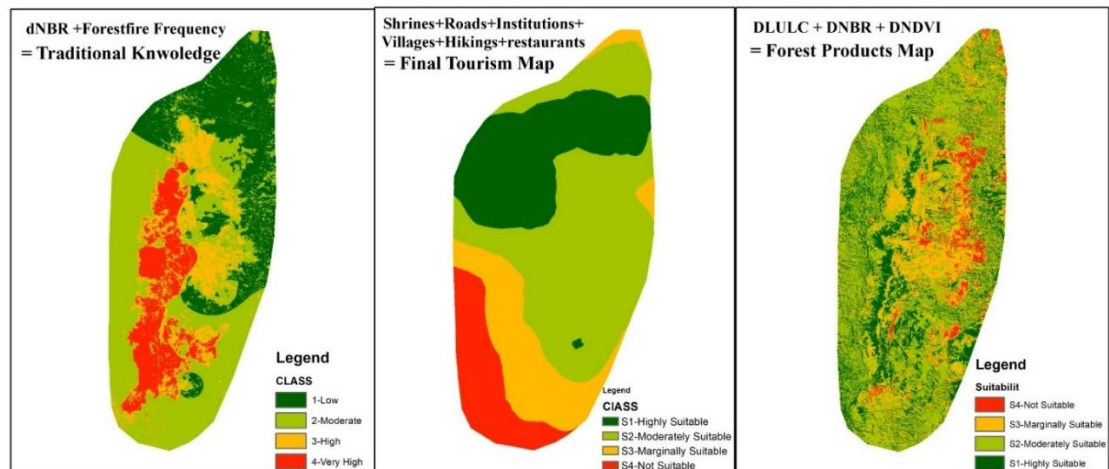 dNBR +Forestfire Frequency
= Traditional Knwoledge
Legend
CLASS
1-Low
2-Moderate
3-High
4-Very High
Shrines+Roads+Institutions+
Villages+Hikings+restaurants
= Final Tourism Map
Legend
ClASS
S1-Highly Suitable
S2-Moderately Suitable
S3-Marginally Suitable
S4-Not Suitable
DLULC + DNBR + DNDVI
= Forest Products Map
Legend
Suitabilit
S4-Not Suitable
S3-Marginally Suitable
S2-Moderately Suitable
S1-Highly Suitable